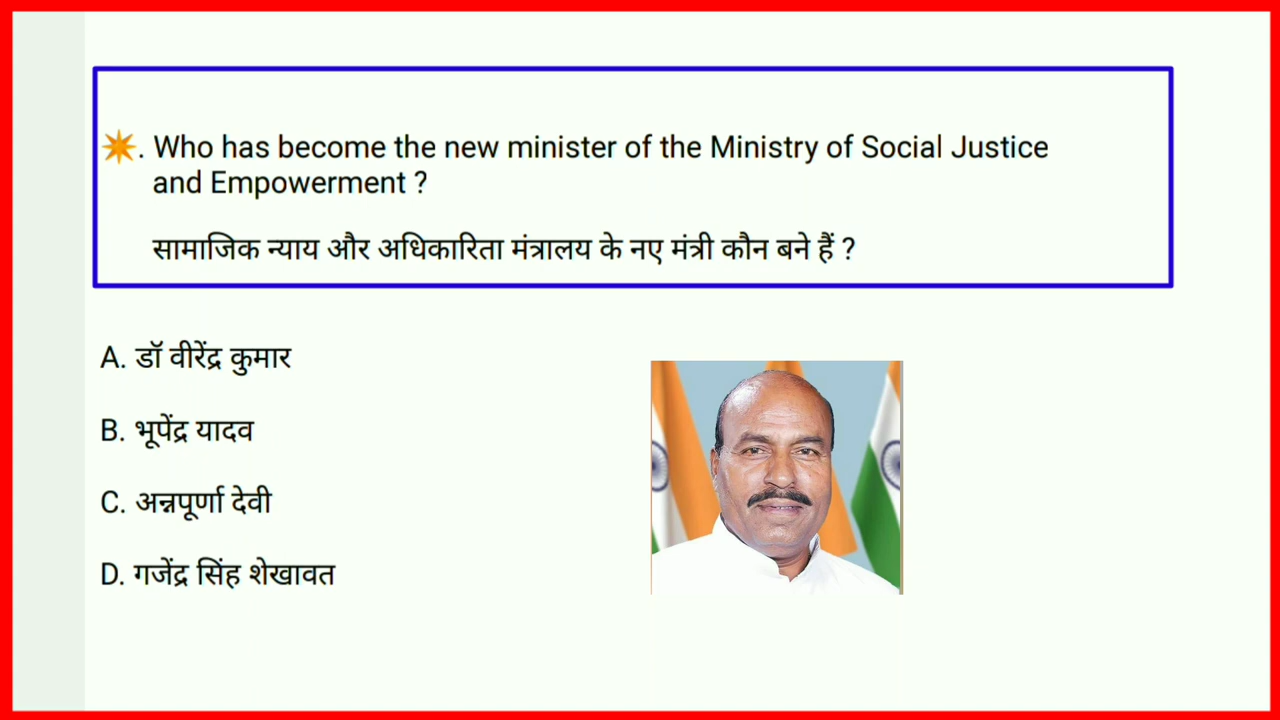 . Who has become the new minister of the Ministry of Social Justice
and Empowerment ?
सामाजिक न्याय और अधिकारिता मंत्रालय के नए मंत्री कौन बने हैं ?
A. डॉ वीरेंद्र कुमार
B. भूपेंद्र यादव
C. अन्नपूर्णा देवी
D. गजेंद्र सिंह शेखावत